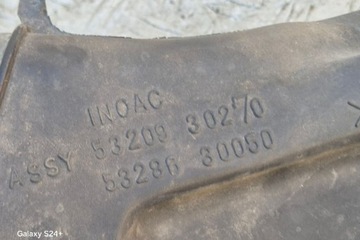 INOAC
ASSY 53209 30270
53286 30050
Galaxy S24+